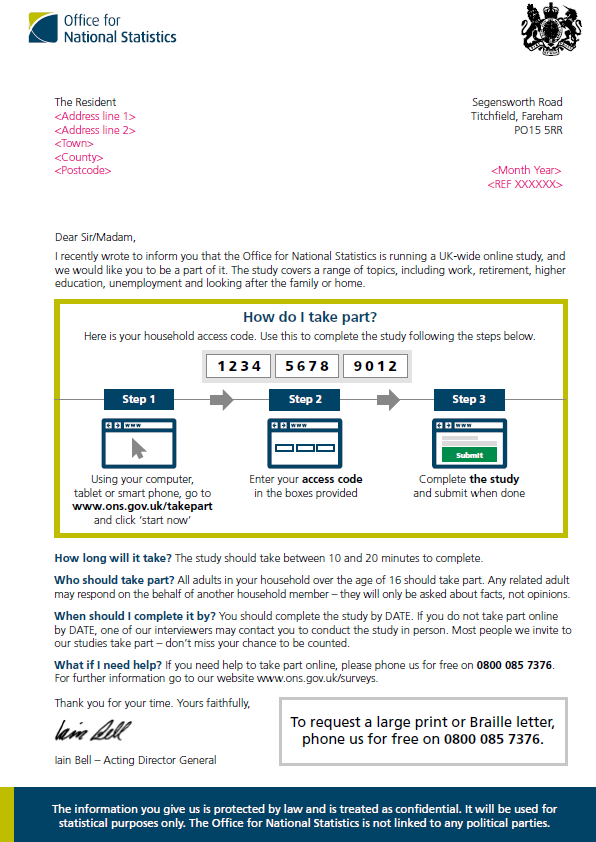 Office for
National Statistics
The Resident
<Address line 1>
<Address line 2>
<Town>
<County>
<Postcode>
Segensworth Road
Titchfield, Fareham
PO15 5RR
<Month Year>
<REF XXXXXX>
Dear Sir/Madam,
I recently wrote to inform you that the Office for National Statistics is running a UK-wide online study, and
we would like you to be a part of it. The study covers a range of topics, including work, retirement, higher
education, unemployment and looking after the family or home.
How do I take part?
Here is your household access code. Use this to complete the study following the steps below.
1234 5678 9012
Step 1
Step 2
Step 3
www
www
www
Submit
Using your computer,
tablet or smart phone, go to
www.ons.gov.uk/takepart
and click ‘start now’
Enter your access code
in the boxes provided
Complete the study
and submit when done
How long will it take? The study should take between 10 and 20 minutes to complete.
Who should take part? All adults in your household over the age of 16 should take part. Any related adult
may respond on the behalf of another household member – they will only be asked about facts, not opinions.
When should I complete it by? You should complete the study by DATE. If you do not take part online
by DATE, one of our interviewers may contact you to conduct the study in person. Most people we invite to
our studies take part – don’t miss your chance to be counted.
What if I need help? If you need help to take part online, please phone us for free on 0800 085 7376.
For further information go to our website www.ons.gov.uk/surveys.
Thank you for your time. Yours faithfully,
Iain Bell
Iain Bell – Acting Director General
To request a large print or Braille letter,
phone us for free on 0800 085 7376.
The information you give us is protected by law and is treated as confidential. It will be used for
statistical purposes only. The Office for National Statistics is not linked to any political parties.